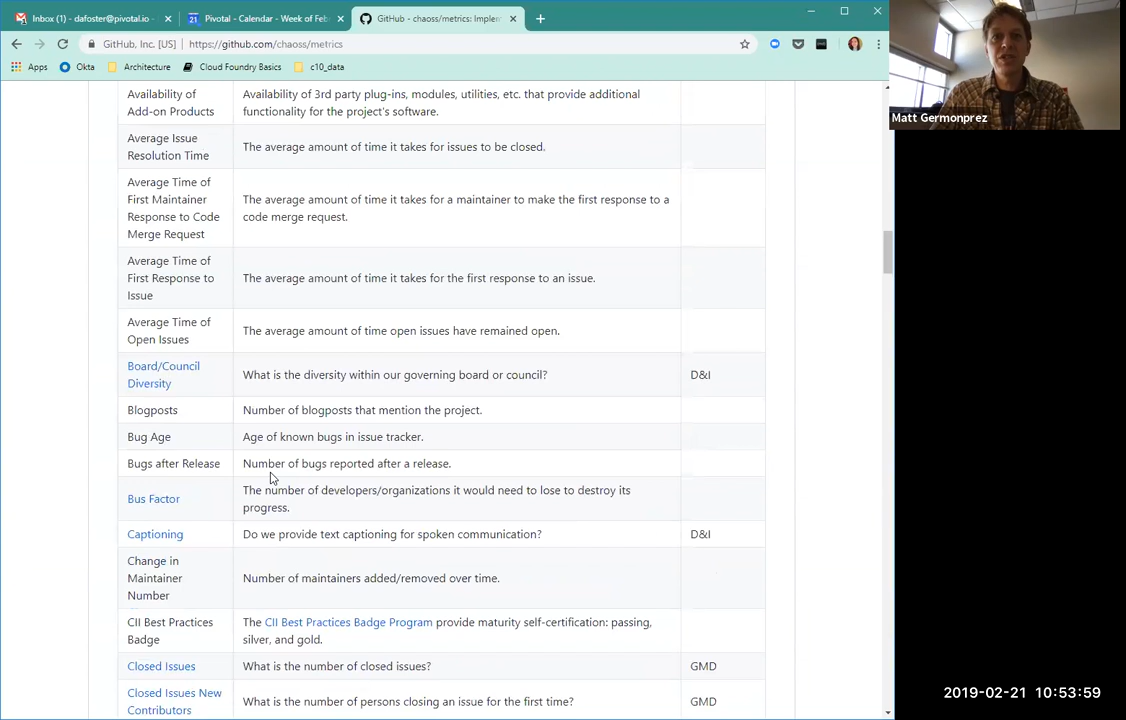 Inbox (1) - dafoster@pivotal.io -
Pivotal - Calendar - Week of Feb
GitHub - chaoss/metrics: Implem
GitHub, Inc. [US] | https://github.com/chaoss/metrics
Apps Okta Architecture Cloud Foundry Basics c10_data
Matt Germonprez
Availability of
Add-on Products
Availability of 3rd party plug-ins, modules, utilities, etc. that provide additional
functionality for the project's software.
Average Issue
Resolution Time
The average amount of time it takes for issues to be closed.
Average Time of
First Maintainer
Response to Code
Merge Request
The average amount of time it takes for a maintainer to make the first response to a
code merge request.
Average Time of
First Response to
Issue
The average amount of time it takes for the first response to an issue.
Average Time of
Open Issues
The average amount of time open issues have remained open.
Board/Council
Diversity
What is the diversity within our governing board or council?
D&I
Blogposts
Number of blogposts that mention the project.
Bug Age
Age of known bugs in issue tracker.
Bugs after Release
Number of bugs reported after a release.
Bus Factor
The number of developers/organizations it would need to lose to destroy its
progress.
Captioning
Do we provide text captioning for spoken communication?
D&I
Change in
Maintainer
Number
Number of maintainers added/removed over time.
CII Best Practices
Badge
The CII Best Practices Badge Program provide maturity self-certification: passing,
silver, and gold.
Closed Issues
What is the number of closed issues?
GMD
Closed Issues New
Contributors
What is the number of persons closing an issue for the first time?
GMD
2019-02-21 10:53:59